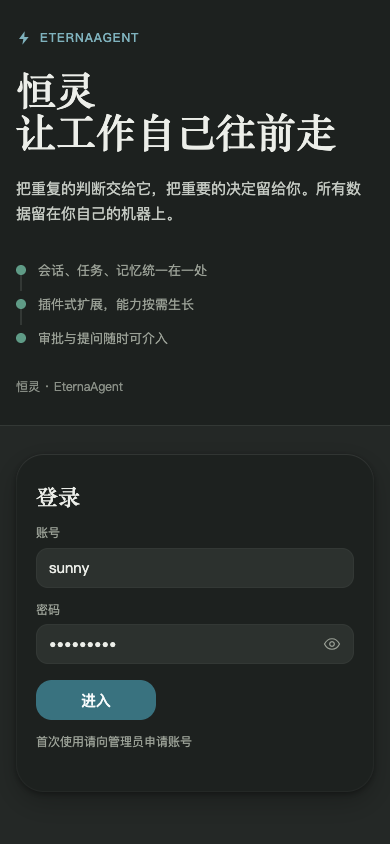 ETERNAAGENT
恒灵
让工作自己往前走
把重复的判断交给它，把重要的决定留给你。所有数
据留在你自己的机器上。
会话、任务、记忆统一在一处
插件式扩展，能力按需生长
审批与提问随时可介入
恒灵 · EternaAgent
登录
账号
sunny
密码
•••••••••
进入
首次使用请向管理员申请账号